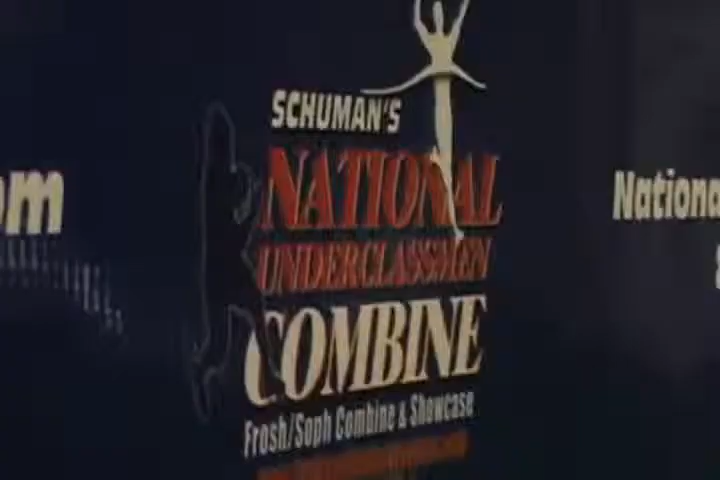 SCHUMAN'S
NATIONAL
UNDERCLASSMEN
COMBINE
Frosh/Soph Combine & Showcase
om
Nationa